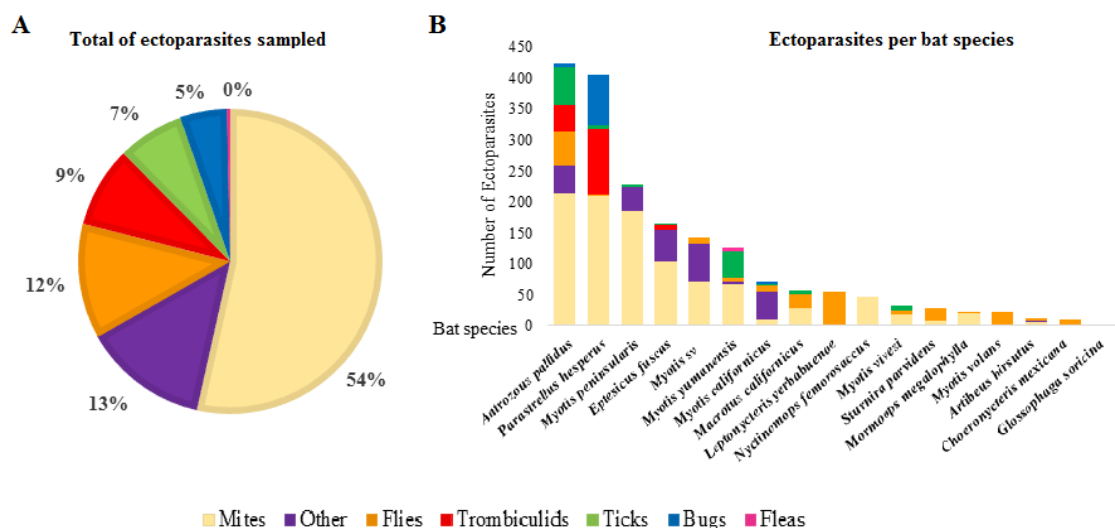 A
Total of ectoparasites sampled
0%
5%
7%
9%
12%
13%
54%
B
Ectoparasites per bat species
Number of Ectoparasites
450
400
350
300
250
200
150
100
50
0
Bat species
Antrozous pallidus
Parastrellus hesperus
Myotis peninsularis
Eptesicus fuscus
Myotis sv
Myotis yumanensis
Myotis californicus
Macrotus californicus
Leptonycteris yerbabuenae
Nyctinomops femorosaccus
Myotis vivesi
Sturnira parvidens
Mormoops megalophylla
Myotis volans
Artibeus hirsutus
Choeronycteris mexicana
Glossophaga soricina
Mites Other Flies Trombiculids Ticks Bugs Fleas